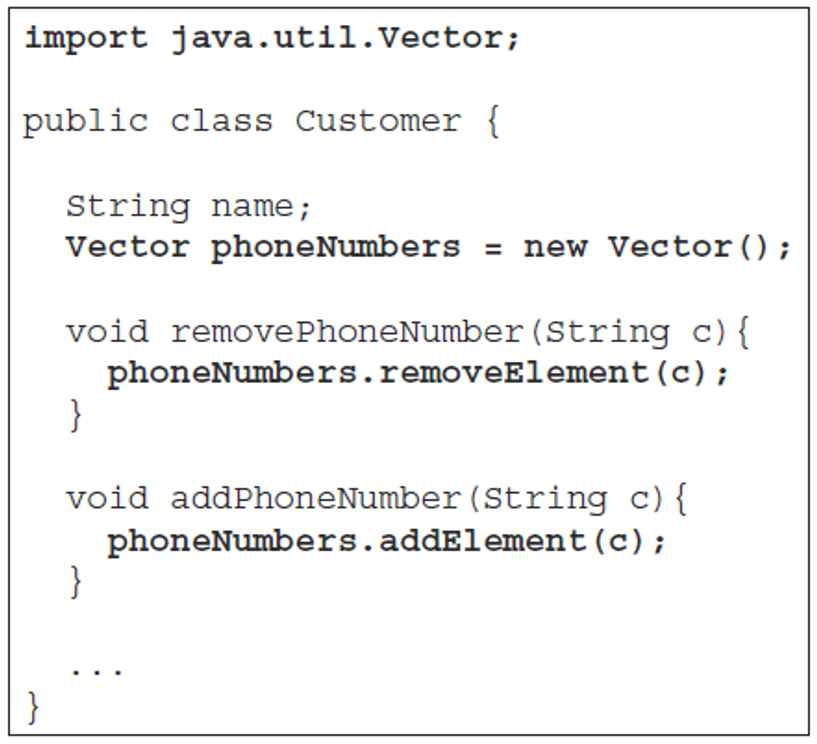 import java.util.Vector;
public class Customer {
String name;
Vector phoneNumbers = new Vector();
void removePhoneNumber(String c){
phoneNumbers.removeElement(c);
}
void addPhoneNumber(String c){
phoneNumbers.addElement(c);
}
...
}